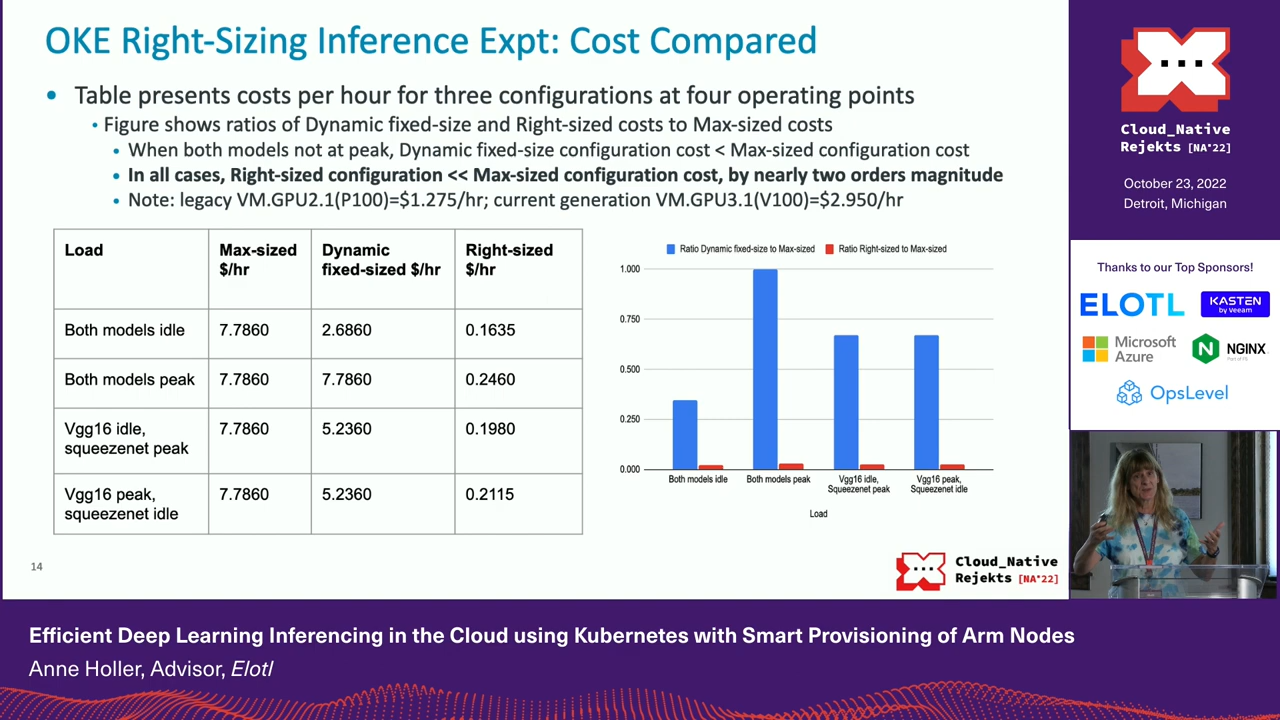 OKE Right-Sizing Inference Expt: Cost Compared
• Table presents costs per hour for three configurations at four operating points
• Figure shows ratios of Dynamic fixed-size and Right-sized costs to Max-sized costs
• When both models not at peak, Dynamic fixed-size configuration cost < Max-sized configuration cost
• In all cases, Right-sized configuration << Max-sized configuration cost, by nearly two orders magnitude
• Note: legacy VM.GPU2.1(P100)=$1.275/hr; current generation VM.GPU3.1(V100)=$2.950/hr
Load
Max-sized
$/hr
Dynamic
fixed-sized $/hr
Right-sized
$/hr
Both models idle
7.7860
2.6860
0.1635
Both models peak
7.7860
7.7860
0.2460
Vgg16 idle,
squeezenet peak
7.7860
5.2360
0.1980
Vgg16 peak,
squeezenet idle
7.7860
5.2360
0.2115
Ratio Dynamic fixed-size to Max-sized
Ratio Right-sized to Max-sized
1.000
0.750
0.500
0.250
0.000
Both models idle
Both models peak
Vgg16 idle,
Squeezenet peak
Vgg16 peak,
Squeezenet idle
Load
14
Cloud_Native
Rejekts [NA'22]
Cloud_Native
Rejekts [NA'22]
October 23, 2022
Detroit, Michigan
Thanks to our Top Sponsors!
ELOTL
KASTEN
by Veeam
Microsoft
Azure
N
NGINX
OpsLevel
Efficient Deep Learning Inferencing in the Cloud using Kubernetes with Smart Provisioning of Arm Nodes
Anne Holler, Advisor, Elotl